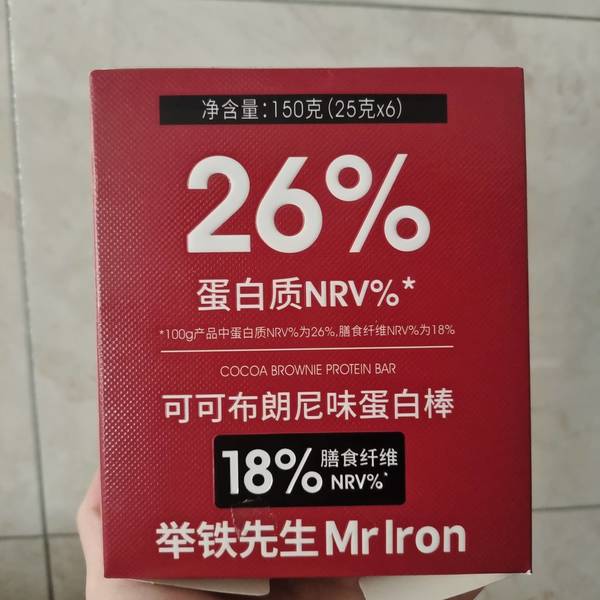 净含量:150克(25克x6)
26%
蛋白质NRV%*
*100g产品中蛋白质NRV%为26%,膳食纤维NRV%为18%
COCOA BROWNIE PROTEIN BAR
可可布朗尼味蛋白棒
18% 膳食纤维
NRV%*
举铁先生 Mr Iron